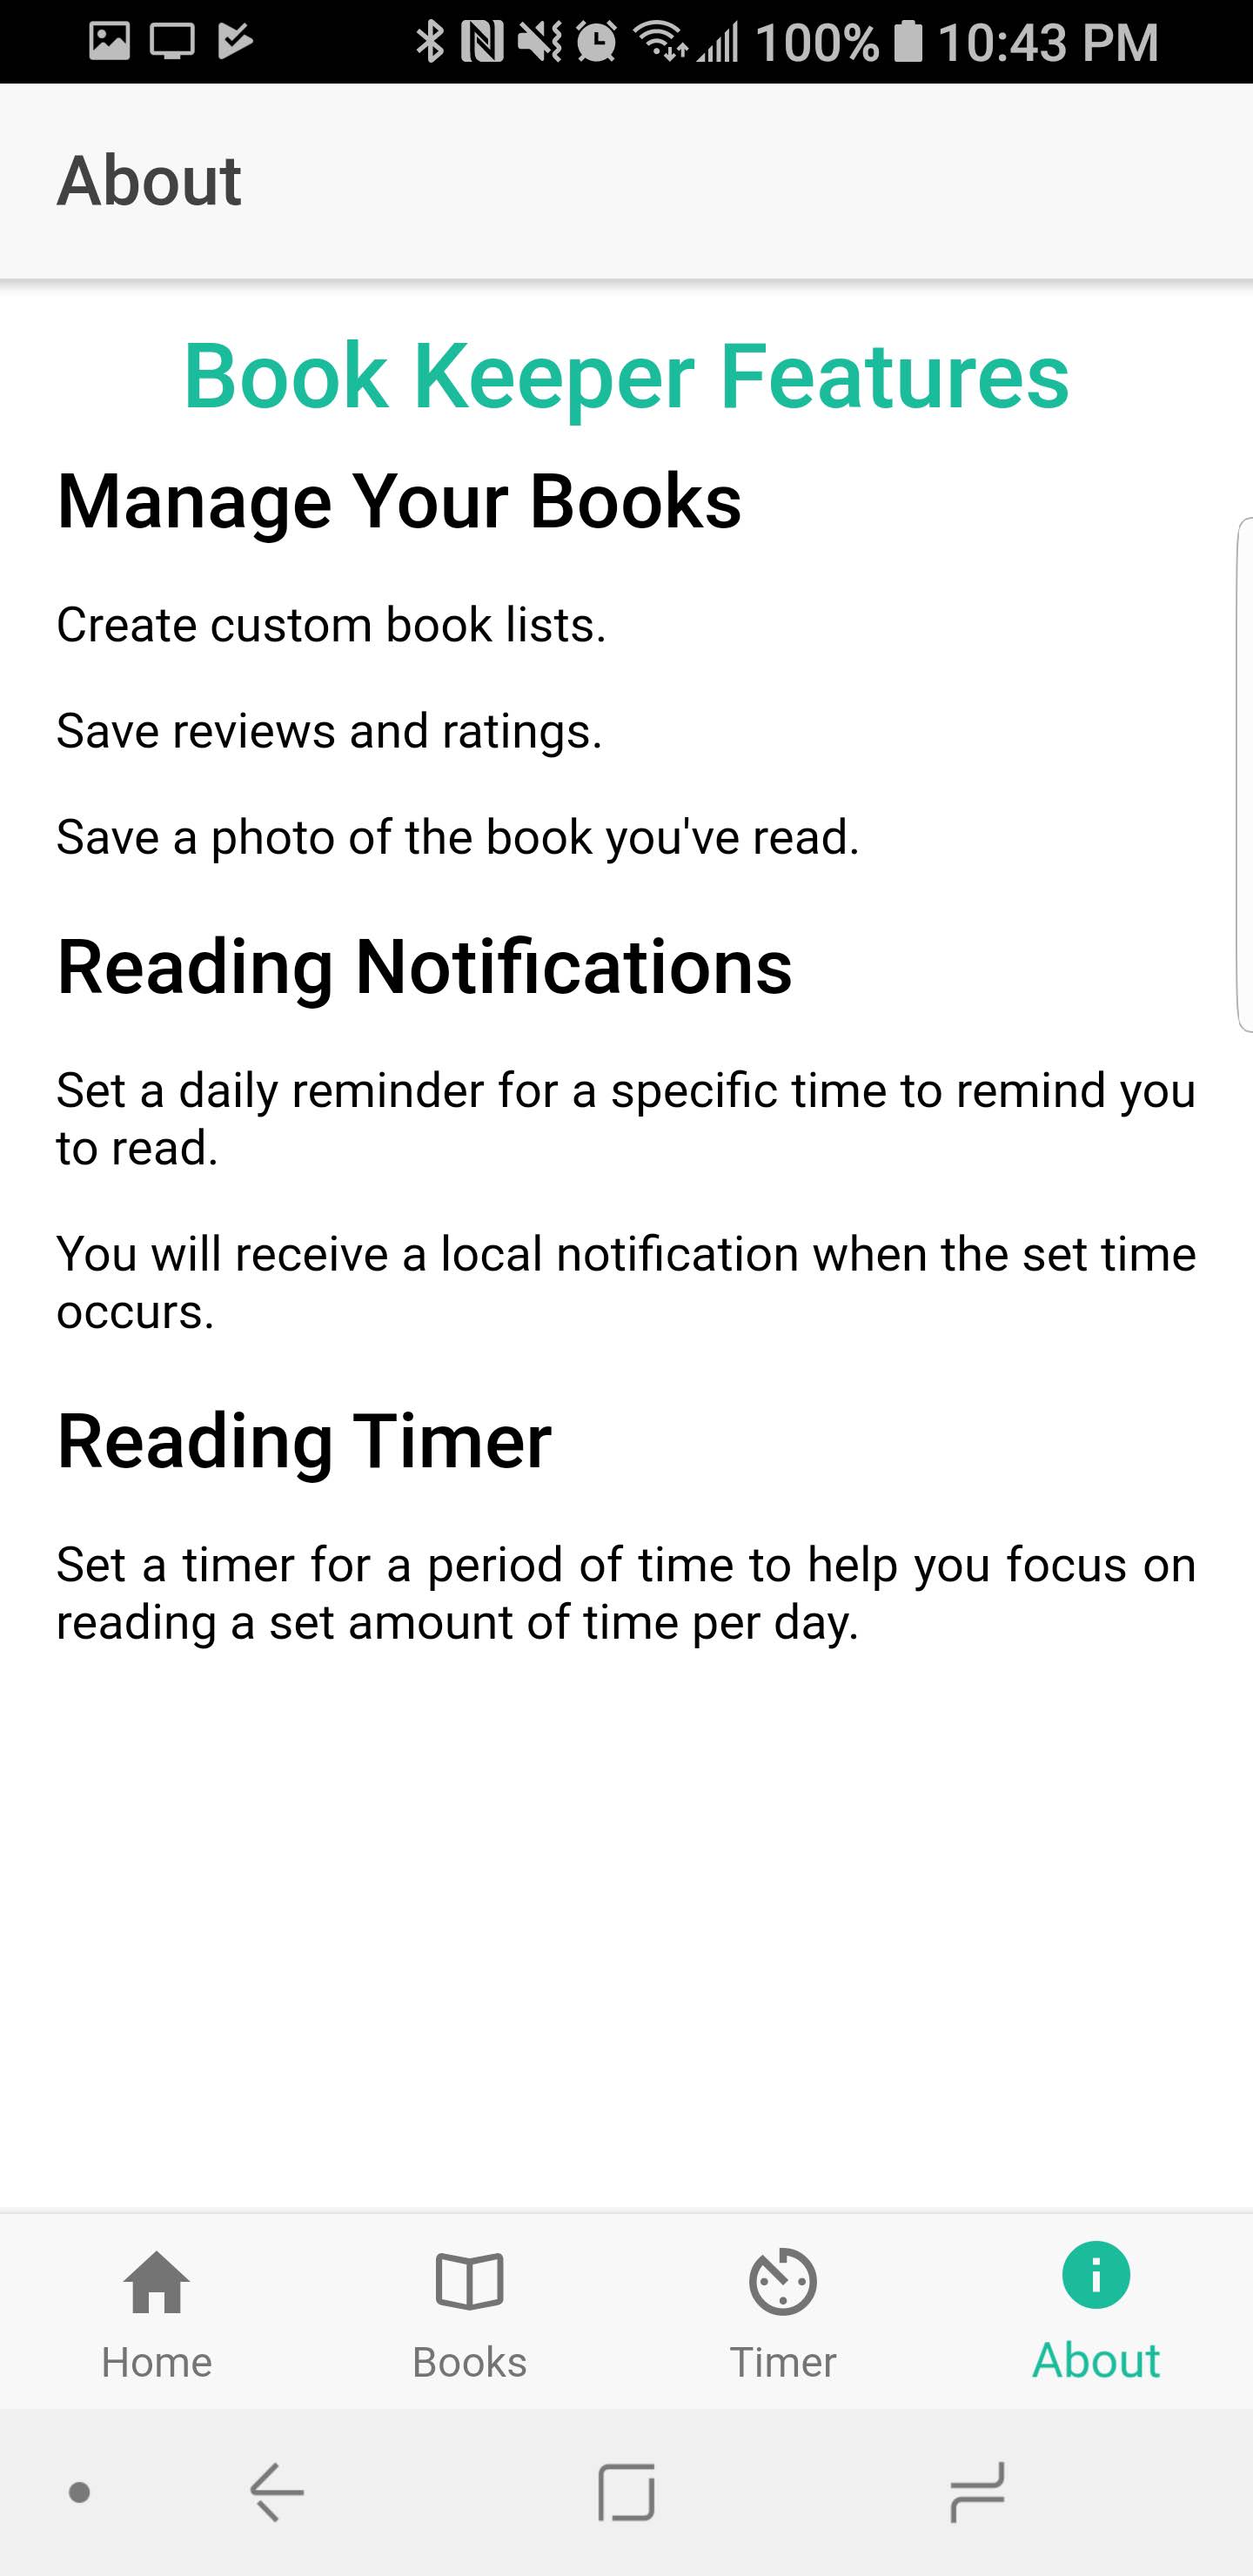 100% 10:43 PM
About
Book Keeper Features
Manage Your Books
Create custom book lists.
Save reviews and ratings.
Save a photo of the book you've read.
Reading Notifications
Set a daily reminder for a specific time to remind you
to read.
You will receive a local notification when the set time
occurs.
Reading Timer
Set a timer for a period of time to help you focus on
reading a set amount of time per day.
Home Books Timer About